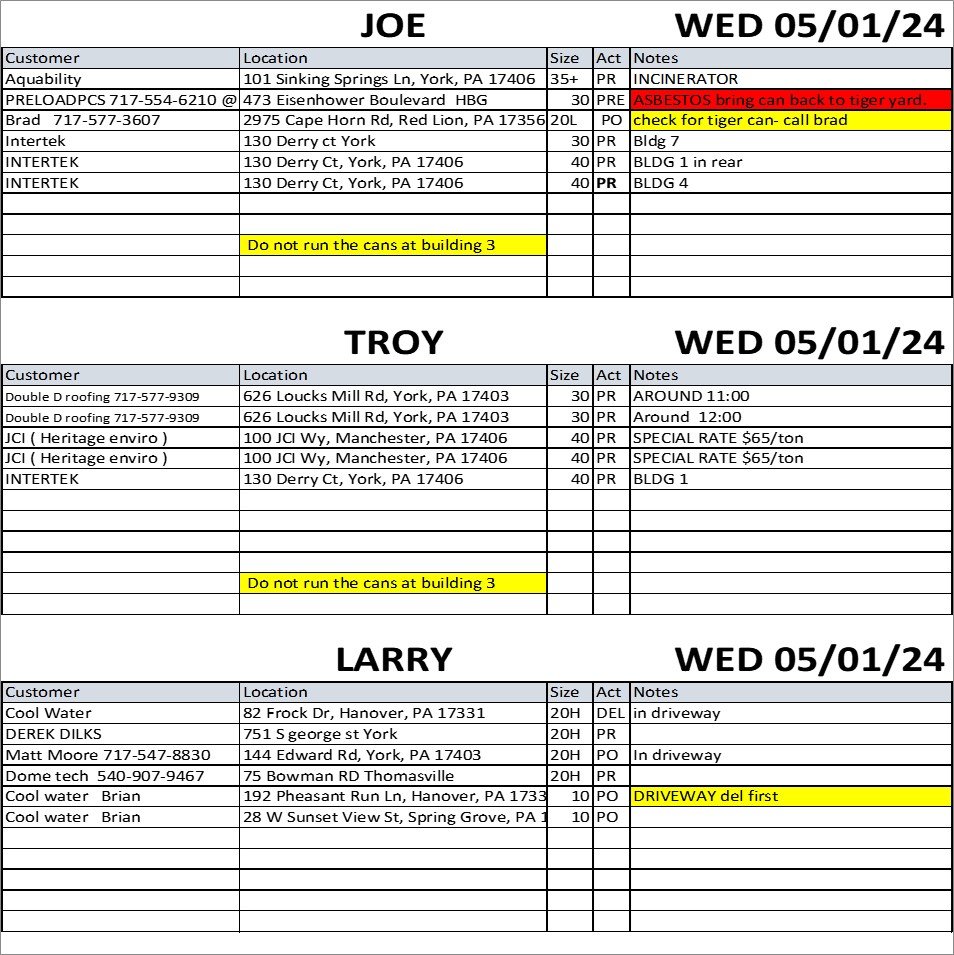 JOE WED 05/01/24
Customer Location Size Act Notes
Aquability 101 Sinking Springs Ln, York, PA 17406 35+ PR INCINERATOR
PRELOADPCS 717-554-6210 @ 473 Eisenhower Boulevard HBG 30 PRE ASBESTOS bring can back to tiger yard.
Brad 717-577-3607 2975 Cape Horn Rd, Red Lion, PA 17356 20L PO check for tiger can- call brad
Intertek 130 Derry ct York 30 PR Bldg 7
INTERTEK 130 Derry Ct, York, PA 17406 40 PR BLDG 1 in rear
INTERTEK 130 Derry Ct, York, PA 17406 40 PR BLDG 4
Do not run the cans at building 3
TROY WED 05/01/24
Customer Location Size Act Notes
Double D roofing 717-577-9309 626 Loucks Mill Rd, York, PA 17403 30 PR AROUND 11:00
Double D roofing 717-577-9309 626 Loucks Mill Rd, York, PA 17403 30 PR Around 12:00
JCI ( Heritage enviro ) 100 JCI Wy, Manchester, PA 17406 40 PR SPECIAL RATE $65/ton
JCI ( Heritage enviro ) 100 JCI Wy, Manchester, PA 17406 40 PR SPECIAL RATE $65/ton
INTERTEK 130 Derry Ct, York, PA 17406 40 PR BLDG 1
Do not run the cans at building 3
LARRY WED 05/01/24
Customer Location Size Act Notes
Cool Water 82 Frock Dr, Hanover, PA 17331 20H DEL in driveway
DEREK DILKS 751 S george st York 20H PR
Matt Moore 717-547-8830 144 Edward Rd, York, PA 17403 20H PO In driveway
Dome tech 540-907-9467 75 Bowman RD Thomasville 20H PR
Cool water Brian 192 Pheasant Run Ln, Hanover, PA 1733 10 PO DRIVEWAY del first
Cool water Brian 28 W Sunset View St, Spring Grove, PA 1 10 PO